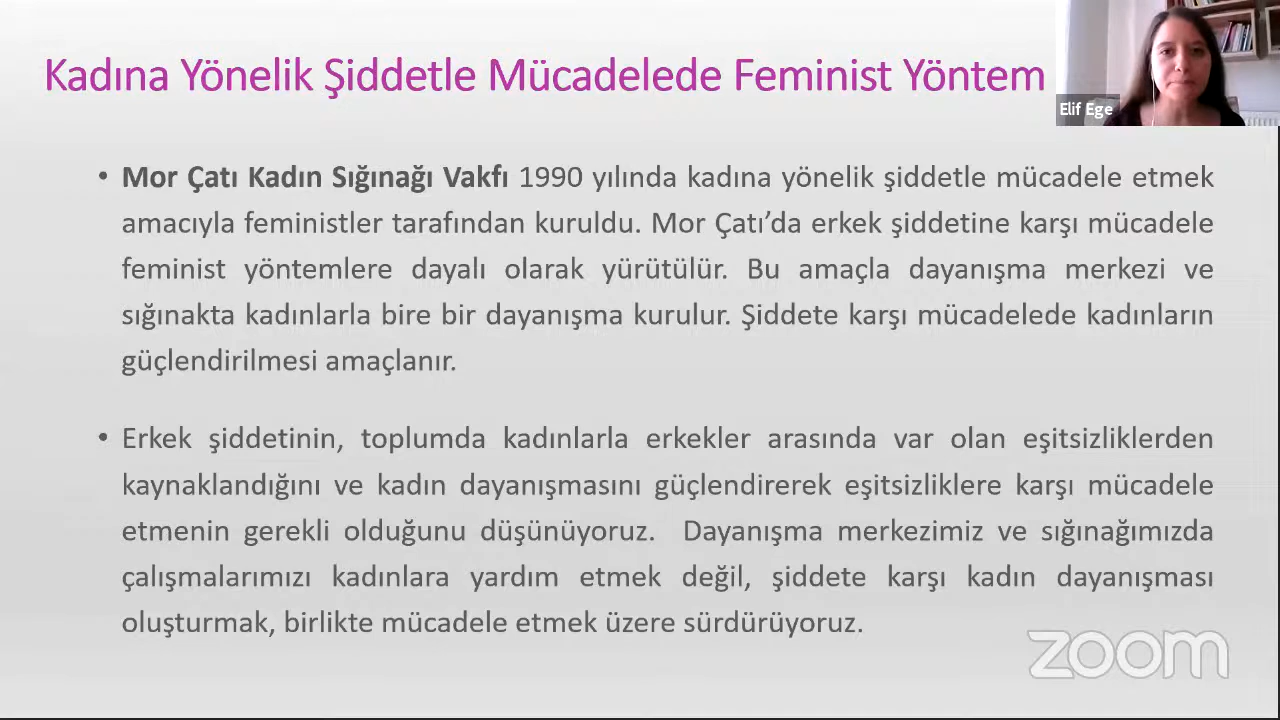 Kadına Yönelik Şiddetle Mücadelede Feminist Yöntem
Elif Ege
• Mor Çatı Kadın Sığınağı Vakfı 1990 yılında kadına yönelik şiddetle mücadele etmek
amacıyla feministler tarafından kuruldu. Mor Çatı’da erkek şiddetine karşı mücadele
feminist yöntemlere dayalı olarak yürütülür. Bu amaçla dayanışma merkezi ve
sığınakta kadınlarla bire bir dayanışma kurulur. Şiddete karşı mücadelede kadınların
güçlendirilmesi amaçlanır.
• Erkek şiddetinin, toplumda kadınlarla erkekler arasında var olan eşitsizliklerden
kaynaklandığını ve kadın dayanışmasını güçlendirerek eşitsizliklere karşı mücadele
etmenin gerekli olduğunu düşünüyoruz. Dayanışma merkezimiz ve sığınağımızda
çalışmalarımızı kadınlara yardım etmek değil, şiddete karşı kadın dayanışması
oluşturmak, birlikte mücadele etmek üzere sürdürüyoruz.
zoom